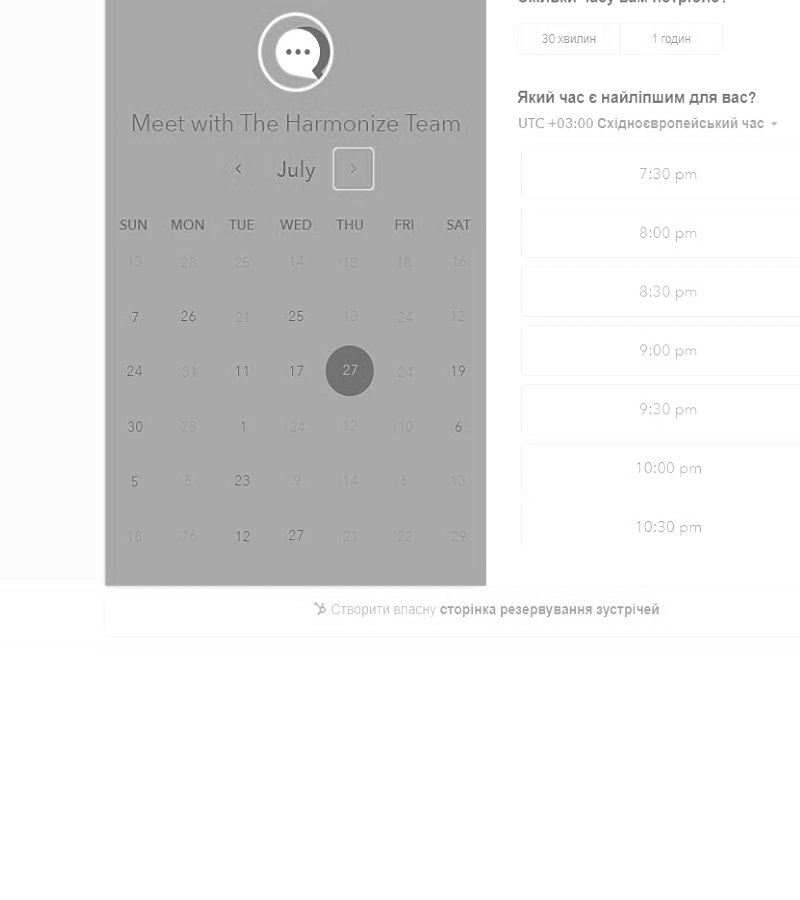 Meet with The Harmonize Team
July
SUN MON TUE WED THU FRI SAT
13 28 25 14 18 18 16
7 26 21 25 13 24 12
24 31 11 17 27 24 19
30 28 1 24 12 10 6
5 5 23 9 14 6 13
18 16 12 27 21 22 29
30 хвилин 1 годин
Який час є найліпшим для вас?
UTC +03:00 Східноєвропейський час
7:30 pm
8:00 pm
8:30 pm
9:00 pm
9:30 pm
10:00 pm
10:30 pm
Створити власну сторінка резервування зустрічей